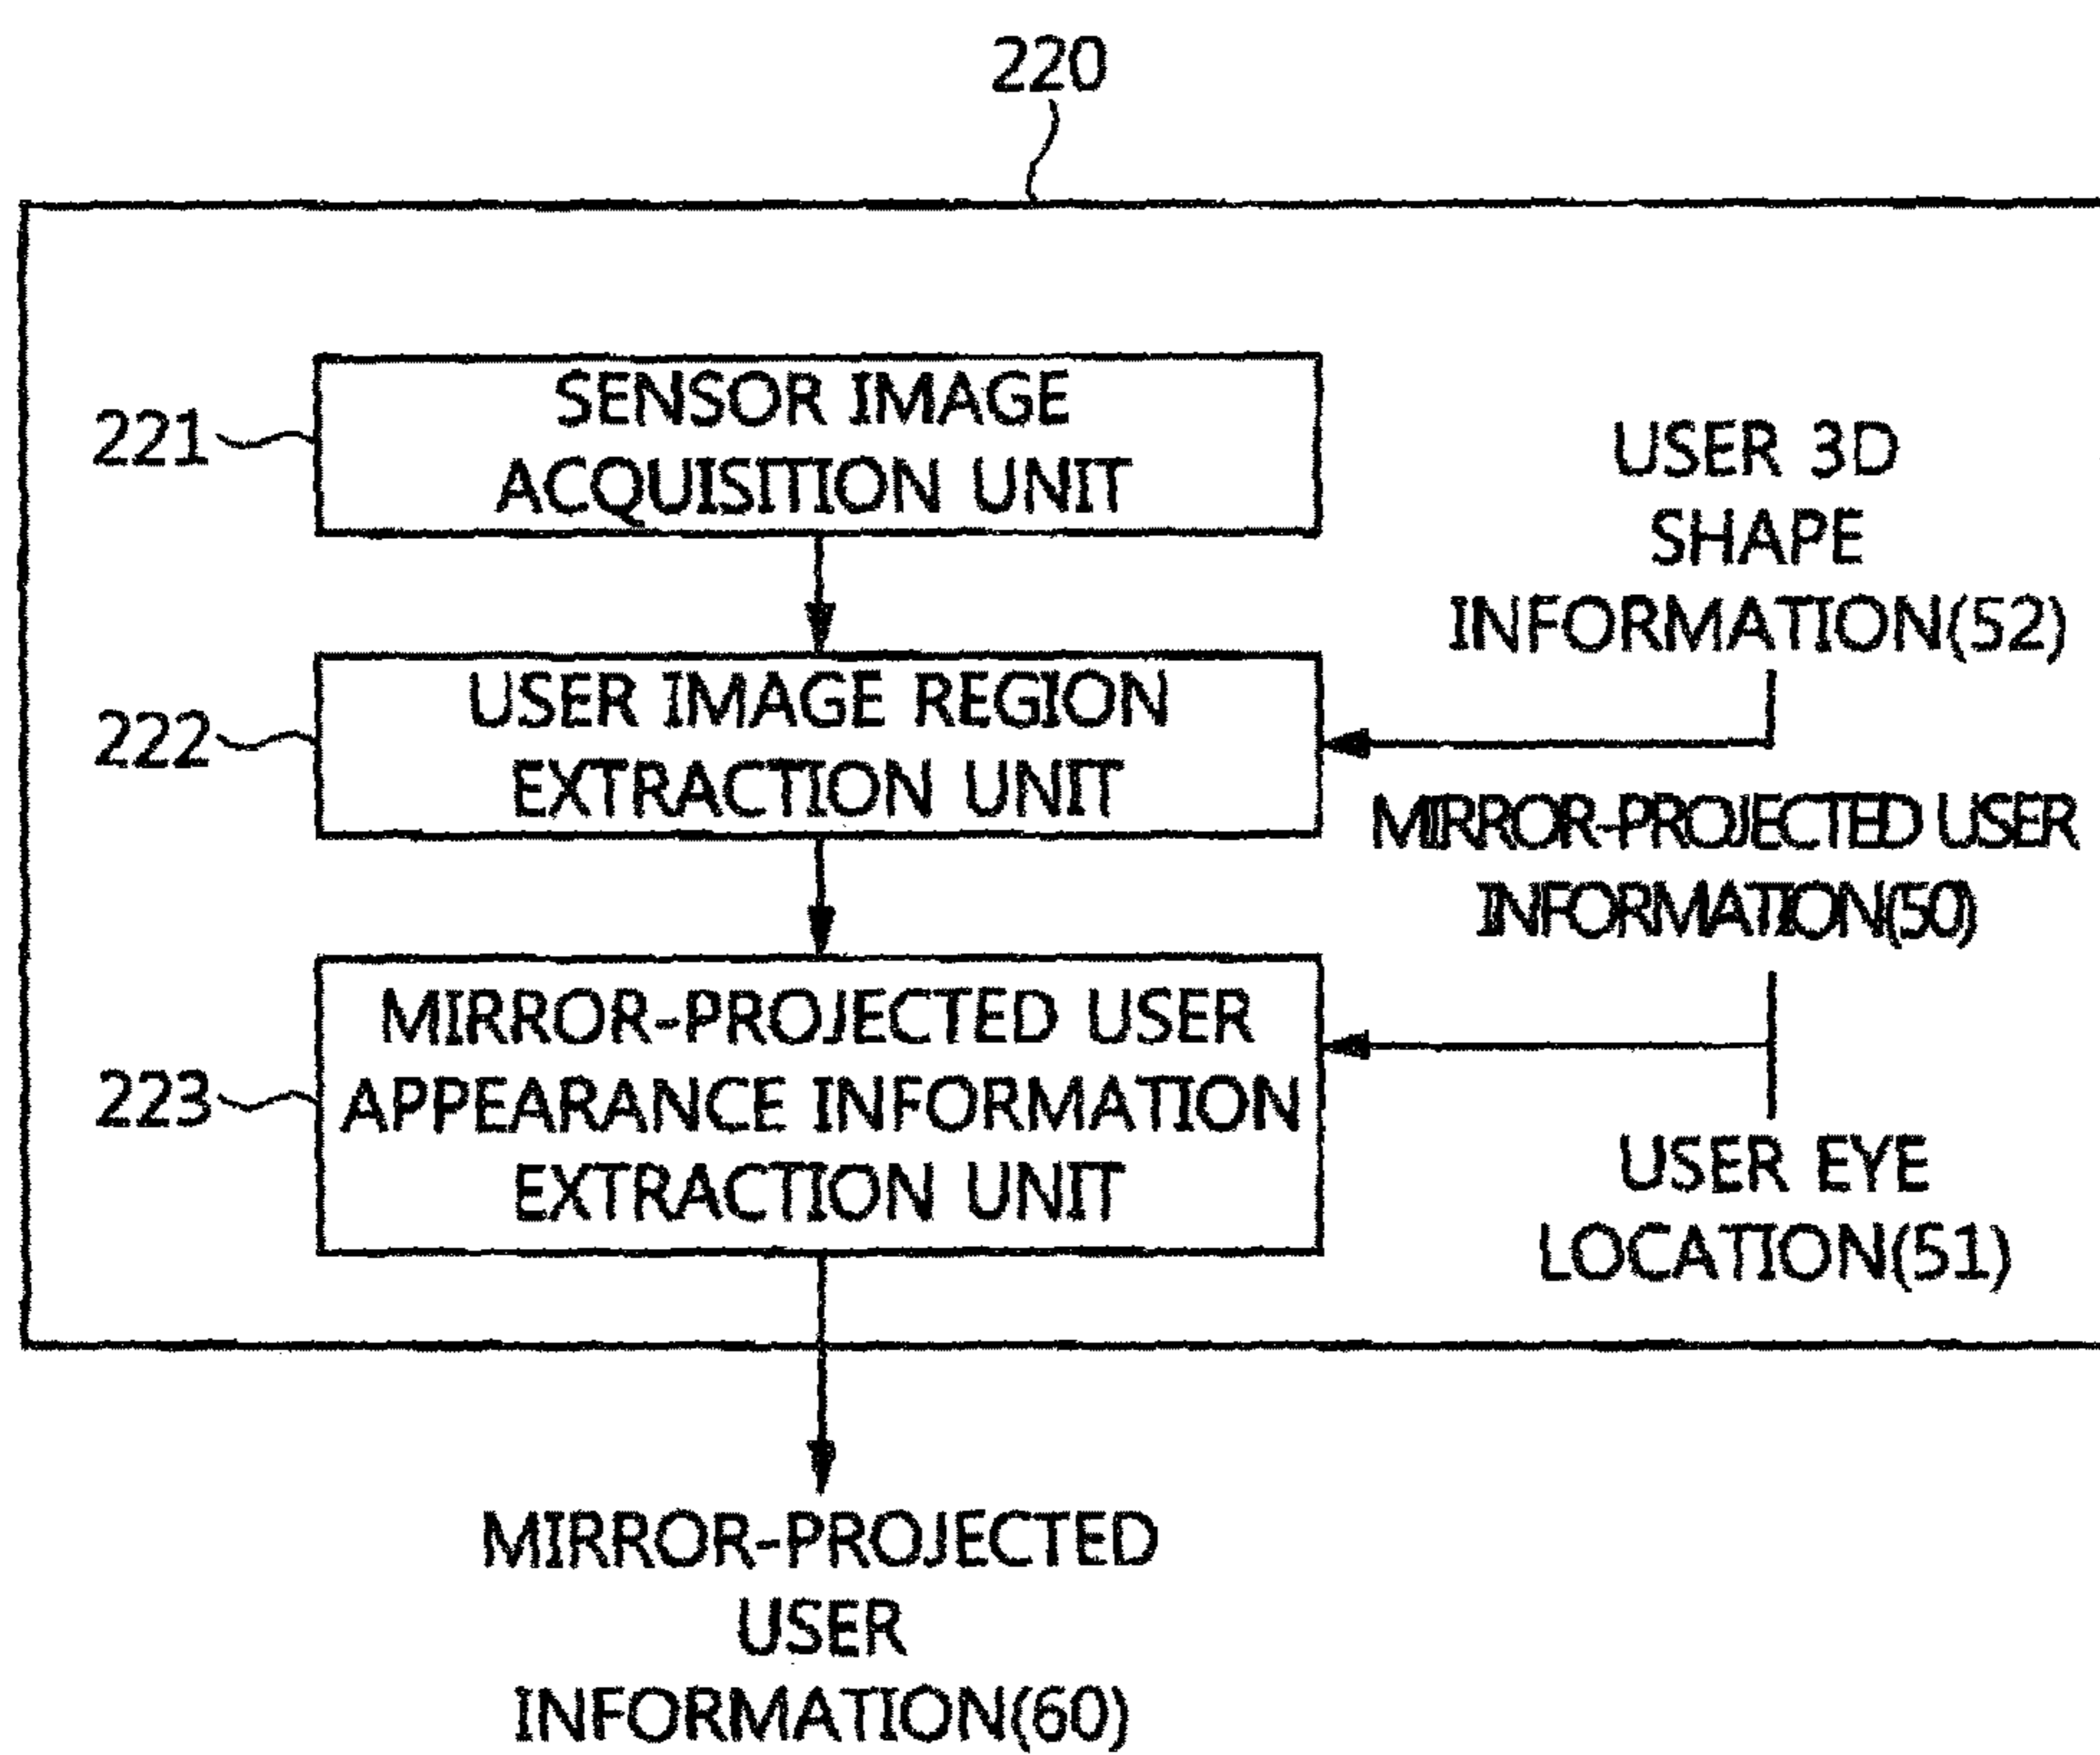 220
221
SENSOR IMAGE
ACQUISITION UNIT
USER 3D
SHAPE
INFORMATION(52)
222
USER IMAGE REGION
EXTRACTION UNIT
MIRROR-PROJECTED USER
INFORMATION(50)
223
MIRROR-PROJECTED USER
APPEARANCE INFORMATION
EXTRACTION UNIT
USER EYE
LOCATION(51)
MIRROR-PROJECTED
USER
INFORMATION(60)